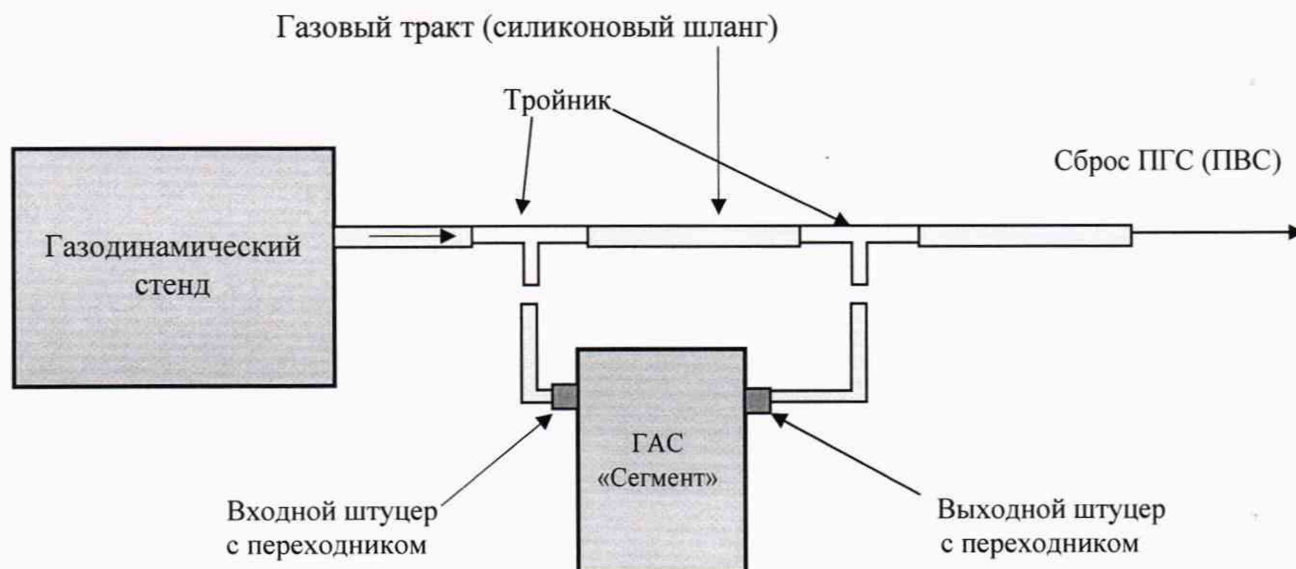 Газовый тракт (силиконовый шланг)
Тройник
Сброс ПГС (ПВС)
Газодинамический
стенд
ГАС
«Сегмент»
Входной штуцер
с переходником
Выходной штуцер
с переходником